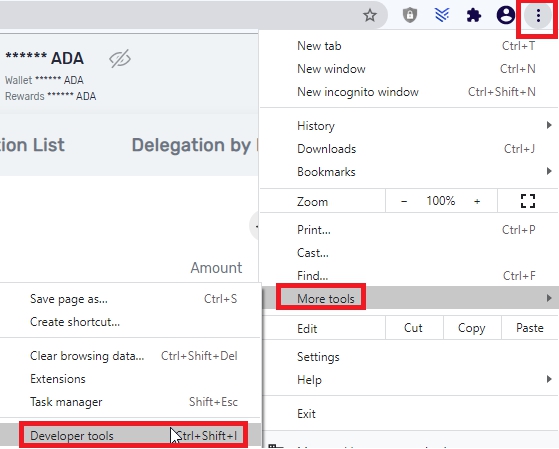 ****** ADA
Wallet ****** ADA
Rewards ****** ADA
ion List
Delegation by
Amount
New tab Ctrl+T
New window Ctrl+N
New incognito window Ctrl+Shift+N
History
Downloads Ctrl+J
Bookmarks
Zoom − 100% +
Print... Ctrl+P
Cast...
Find... Ctrl+F
More tools
Edit Cut Copy Paste
Settings
Help
Exit
Save page as... Ctrl+S
Create shortcut...
Clear browsing data... Ctrl+Shift+Del
Extensions
Task manager Shift+Esc
Developer tools Ctrl+Shift+I